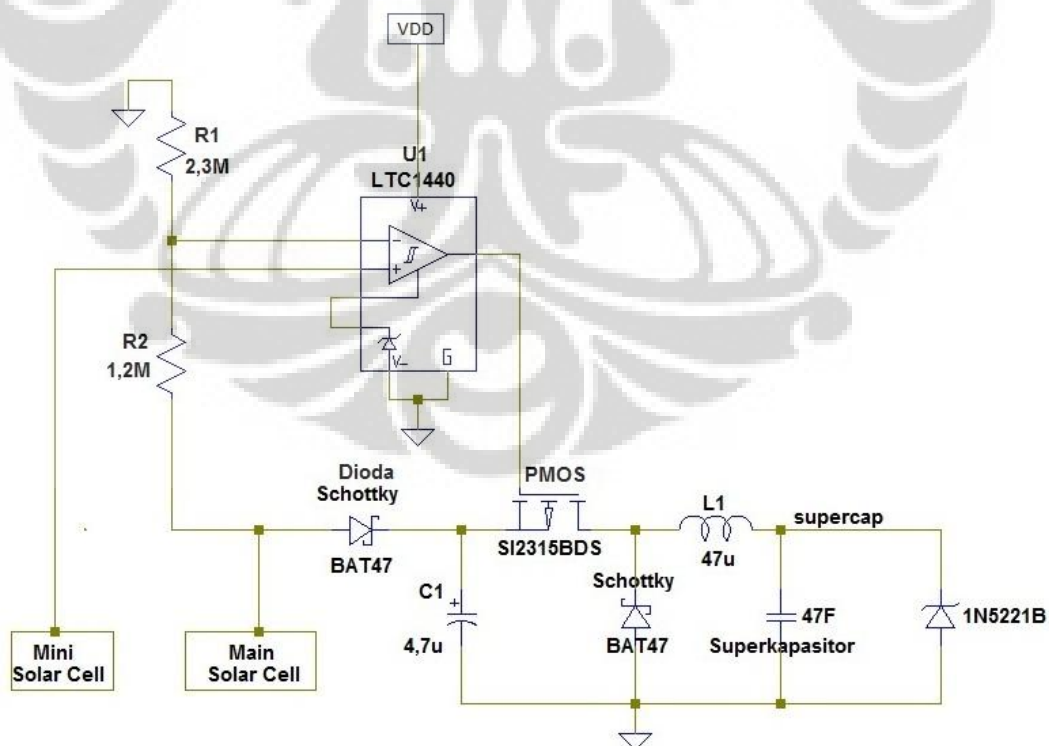 VDD
R1
2,3M
U1
LTC1440
V+
-
+
R2
1,2M
V-
G
Dioda
Schottky
BAT47
PMOS
SI2315BDS
L1
47u
supercap
C1
+
4,7u
Schottky
BAT47
47F
Superkapasitor
1N5221B
Mini
Solar Cell
Main
Solar Cell